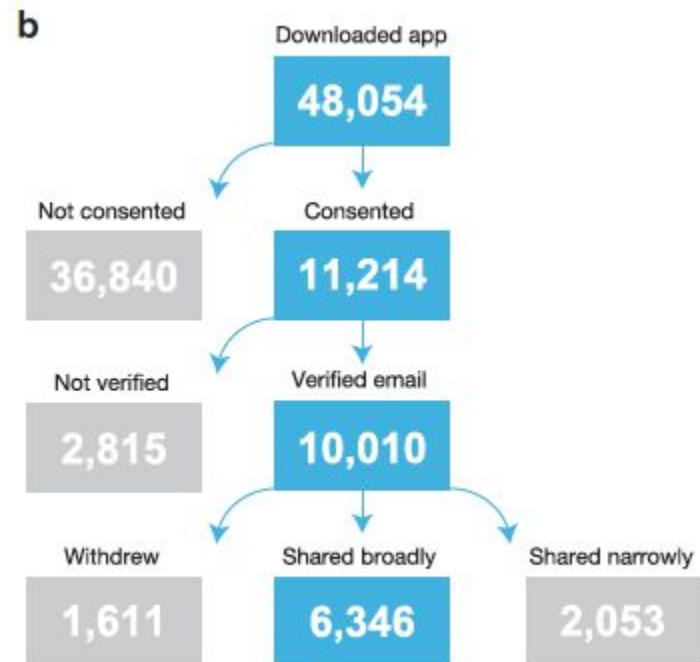 b
Downloaded app
48,054
Not consented
Consented
36,840
11,214
Not verified
Verified email
2,815
10,010
Withdrew
Shared broadly
Shared narrowly
1,611
6,346
2,053